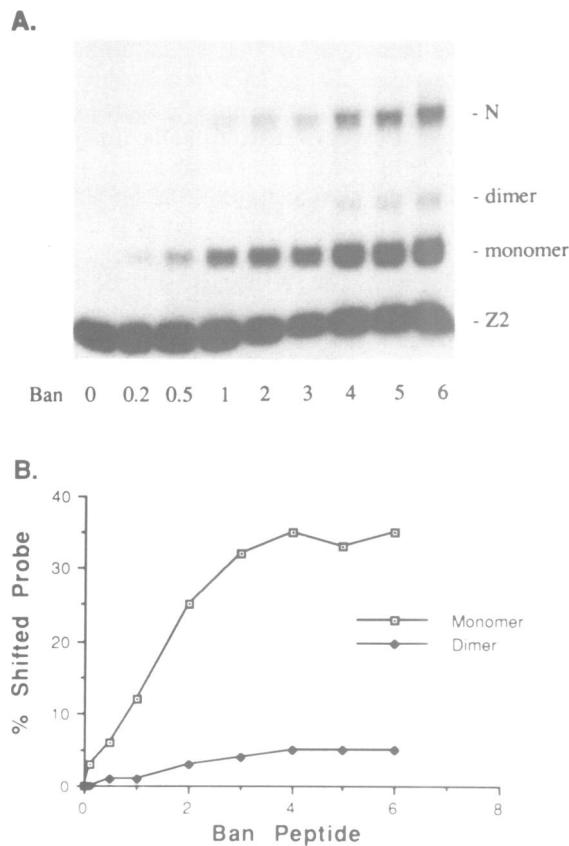 A.
- N
- dimer
- monomer
- Z2
Ban 0 0.2 0.5 1 2 3 4 5 6
B.
40
30
20
10
0
% Shifted Probe
Monomer
Dimer
0 2 4 6 8
Ban Peptide